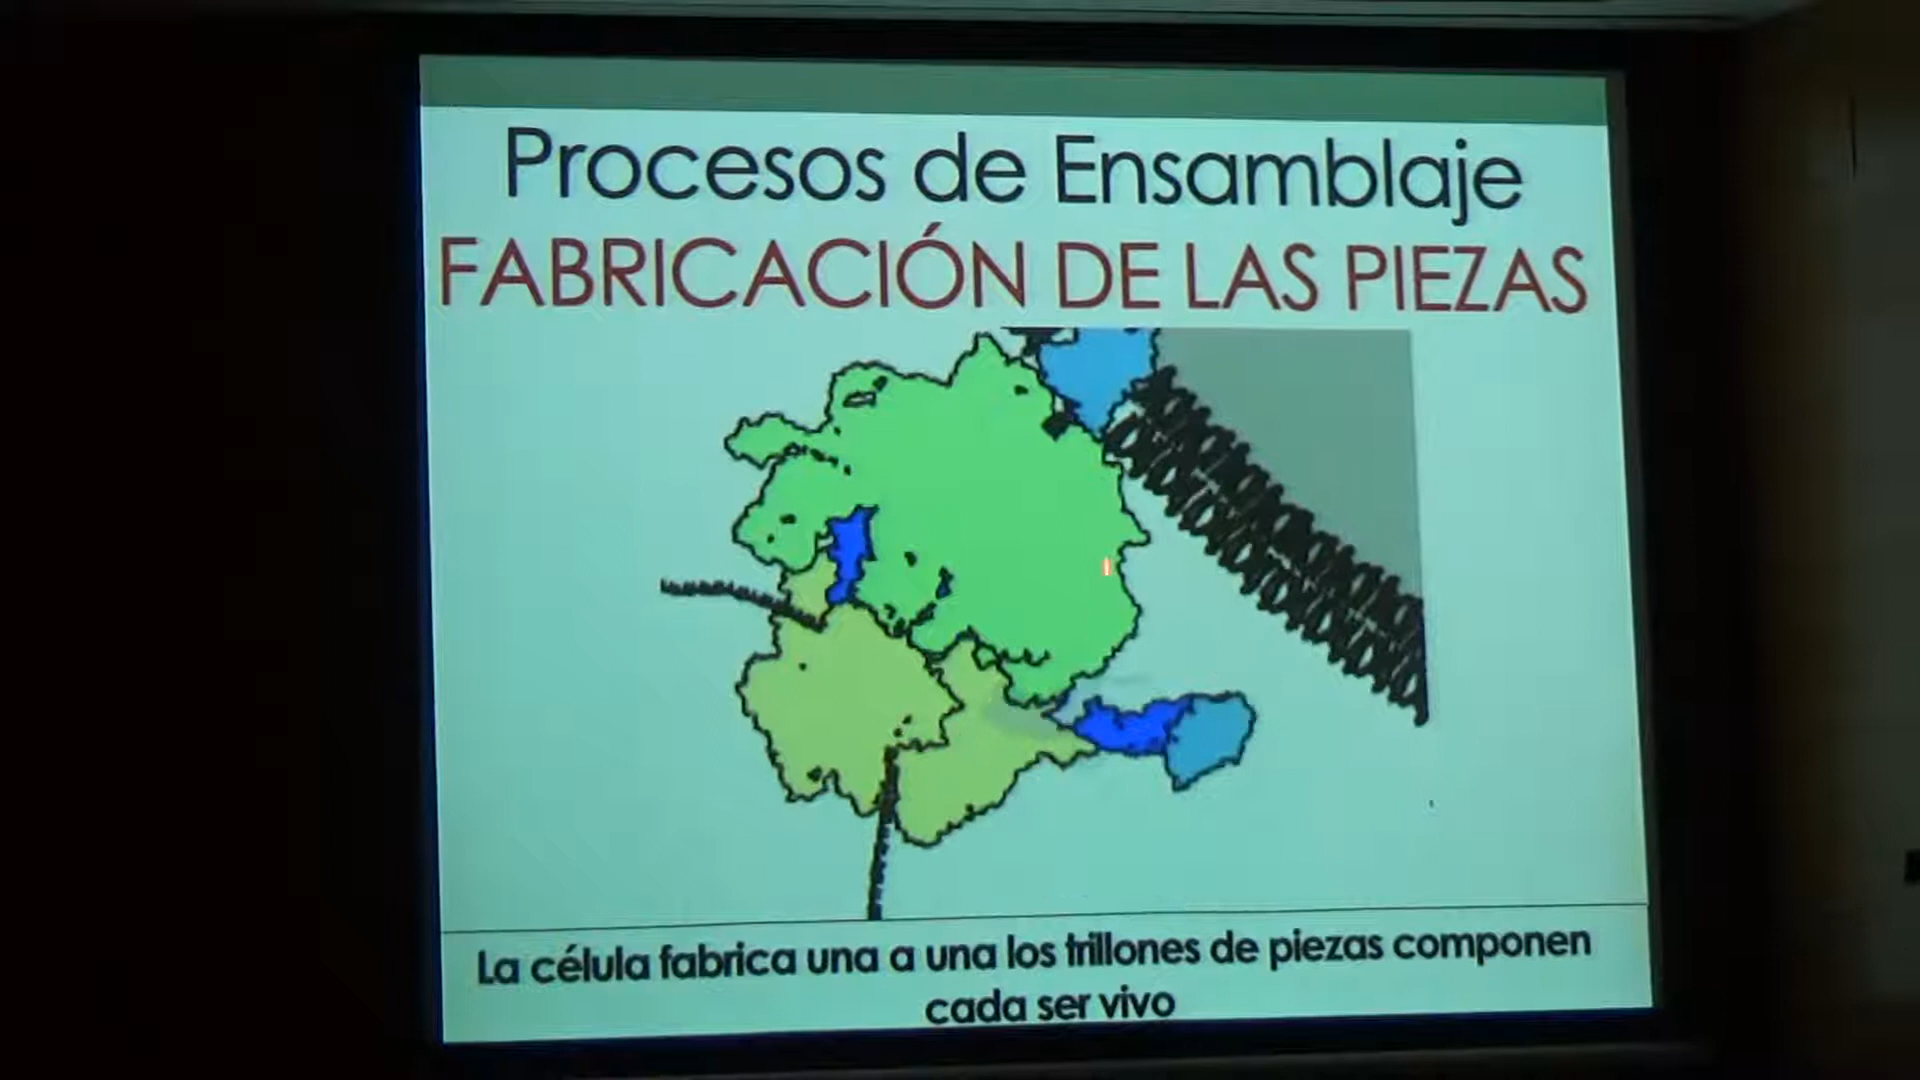 Procesos de Ensamblaje
FABRICACIÓN DE LAS PIEZAS
La célula fabrica una a una los trillones de piezas componen
cada ser vivo